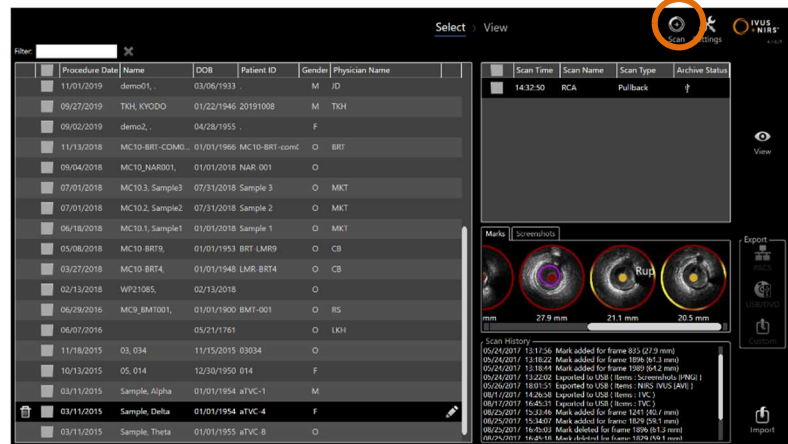 Select > View
Scan Settings
IVUS
+NIRS
Filter:
Procedure Date Name DOB Patient ID Gender Physician Name
11/01/2019 demo01, . 03/06/1933 . M JD
09/27/2019 TKH, KYODO 01/22/1946 20191008 M TKH
09/02/2019 demo2, . 04/28/1955 . F
11/13/2018 MC10-BRT-COM0... 01/01/1966 MC10-BRT-com0 O BRT
09/04/2018 MC10_NAR001, 01/01/2018 NAR-001 O
07/01/2018 MC10.3, Sample3 07/31/2018 Sample 3 O MKT
07/01/2018 MC10.2, Sample2 07/31/2018 Sample 2 O MKT
06/18/2018 MC10.1, Sample1 01/01/2018 Sample 1 O MKT
05/08/2018 MC10-BRT9, 01/01/1953 BRT-LMR9 O CB
03/27/2018 MC10-BRT4, 01/01/1948 LMR-BRT4 O CB
02/13/2018 WP21085, 02/13/2018 O
06/29/2016 MC9_BMT001, 01/01/1900 BMT-001 O RS
06/07/2016 05/21/1761 O LKH
11/18/2015 03, 034 11/15/2015 03034 O
10/13/2015 05, 014 12/30/1950 014 F
03/11/2015 Sample, Alpha 01/01/1954 aTVC-1 M
03/11/2015 Sample, Delta 01/01/1954 aTVC-4 F
03/11/2015 Sample, Theta 01/01/1955 aTVC-8 O
Scan Time Scan Name Scan Type Archive Status
14:32:50 RCA Pullback
View
Marks Screenshots
Rup
mm 27.9 mm 21.1 mm 20.5 mm
Export
PACS
USB/DVD
Custom
Import
Scan History
05/24/2017 13:17:56 Mark added for frame 835 (27.9 mm)
05/24/2017 13:18:22 Mark added for frame 1896 (61.3 mm)
05/24/2017 13:18:44 Mark added for frame 1989 (64.2 mm)
05/24/2017 13:22:02 Exported to USB ( Items : Screenshots [PNG] )
05/26/2017 18:01:51 Exported to USB ( Items : NIRS IVUS [AVI] )
08/17/2017 14:26:58 Exported to USB ( Items : TVC )
08/17/2017 16:45:31 Exported to USB ( Items : TVC )
08/25/2017 15:33:46 Mark added for frame 1241 (40.7 mm)
08/25/2017 15:34:07 Mark added for frame 1829 (59.1 mm)
08/25/2017 16:45:03 Mark deleted for frame 1896 (61.3 mm)
08/25/2017 16:45:18 Mark deleted for frame 1829 (59.1 mm)